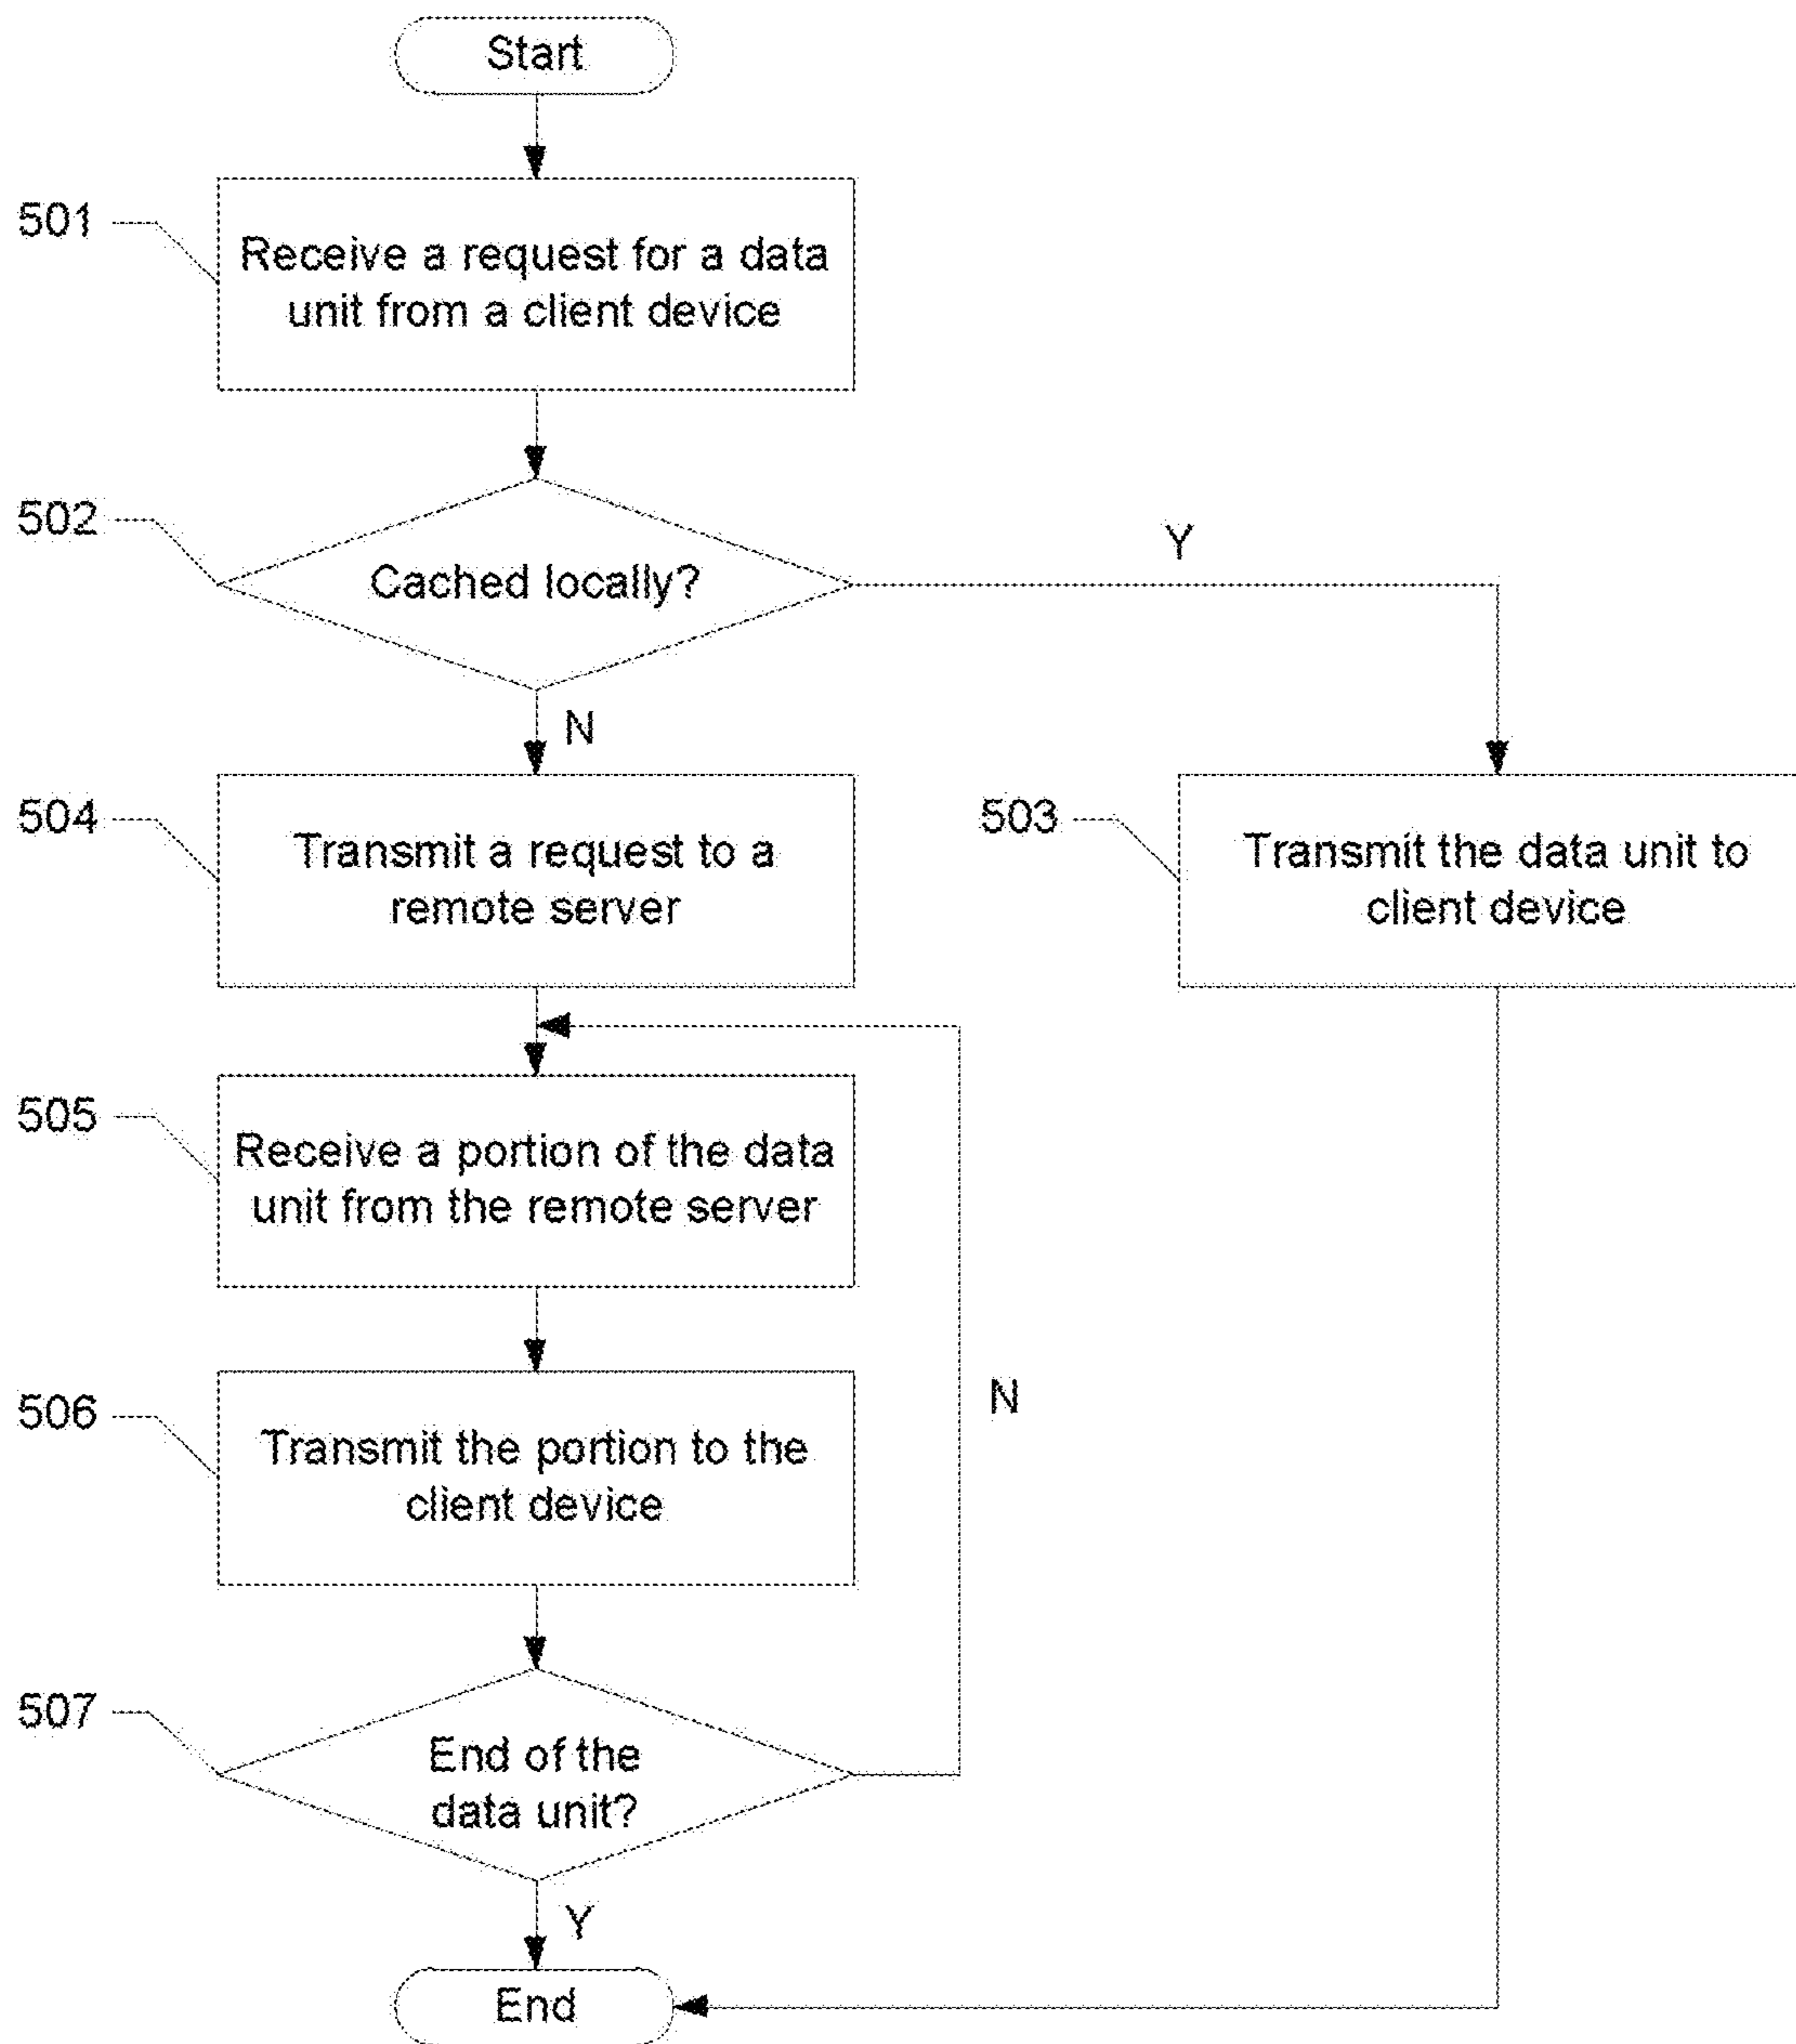 Start
501
Receive a request for a data
unit from a client device
502
Cached locally?
Y
N
504
Transmit a request to a
remote server
503
Transmit the data unit to
client device
505
Receive a portion of the data
unit from the remote server
506
Transmit the portion to the
client device
N
507
End of the
data unit?
Y
End